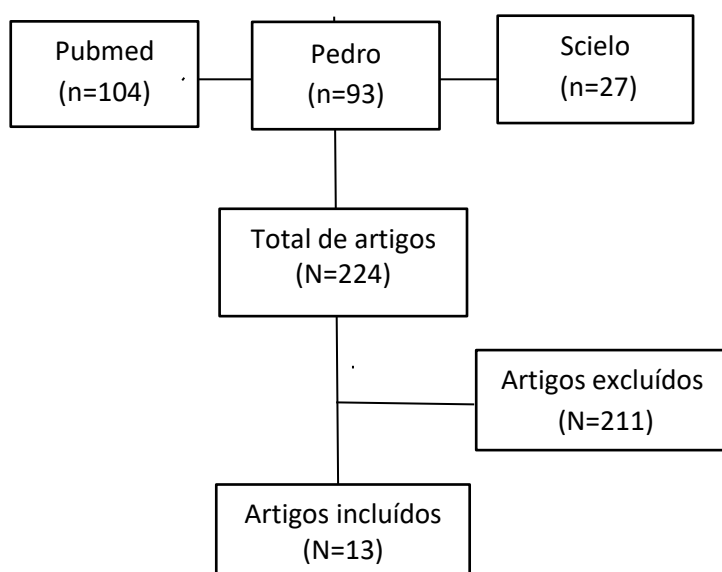 Pubmed
(n=104)
Pedro
(n=93)
Scielo
(n=27)
Total de artigos
(N=224)
Artigos excluídos
(N=211)
Artigos incluídos
(N=13)